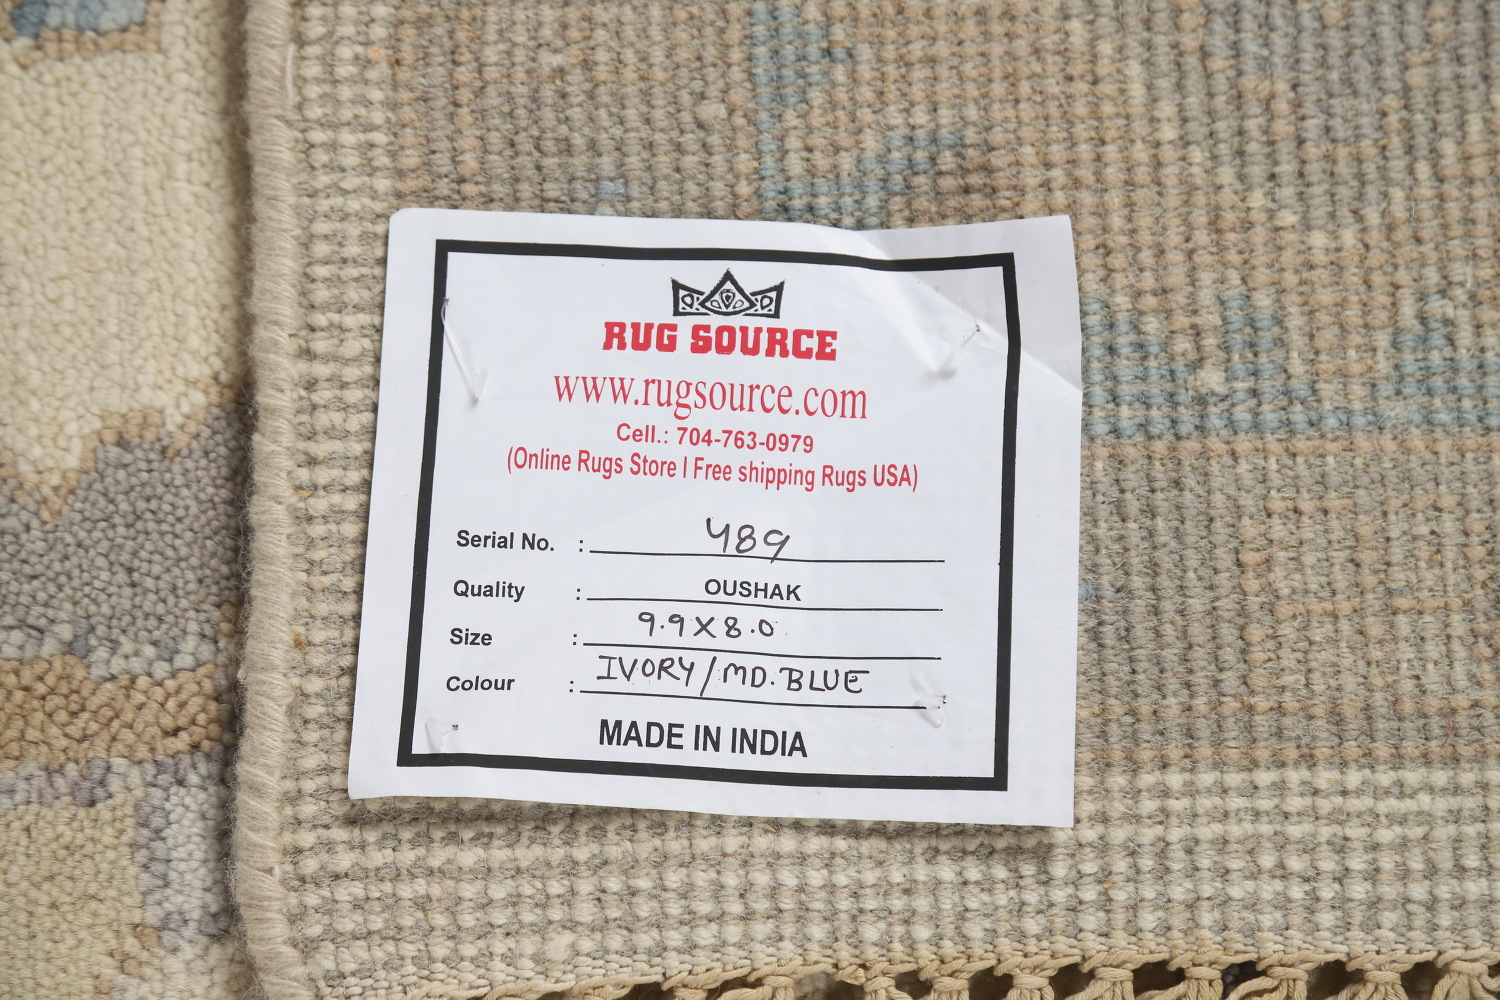 RUG SOURCE
www.rugsource.com
Cell.: 704-763-0979
(Online Rugs Store I Free shipping Rugs USA)
Serial No. : 489
Quality : OUSHAK
Size : 9.9X8.0
Colour : IVORY/MD.BLUE
MADE IN INDIA